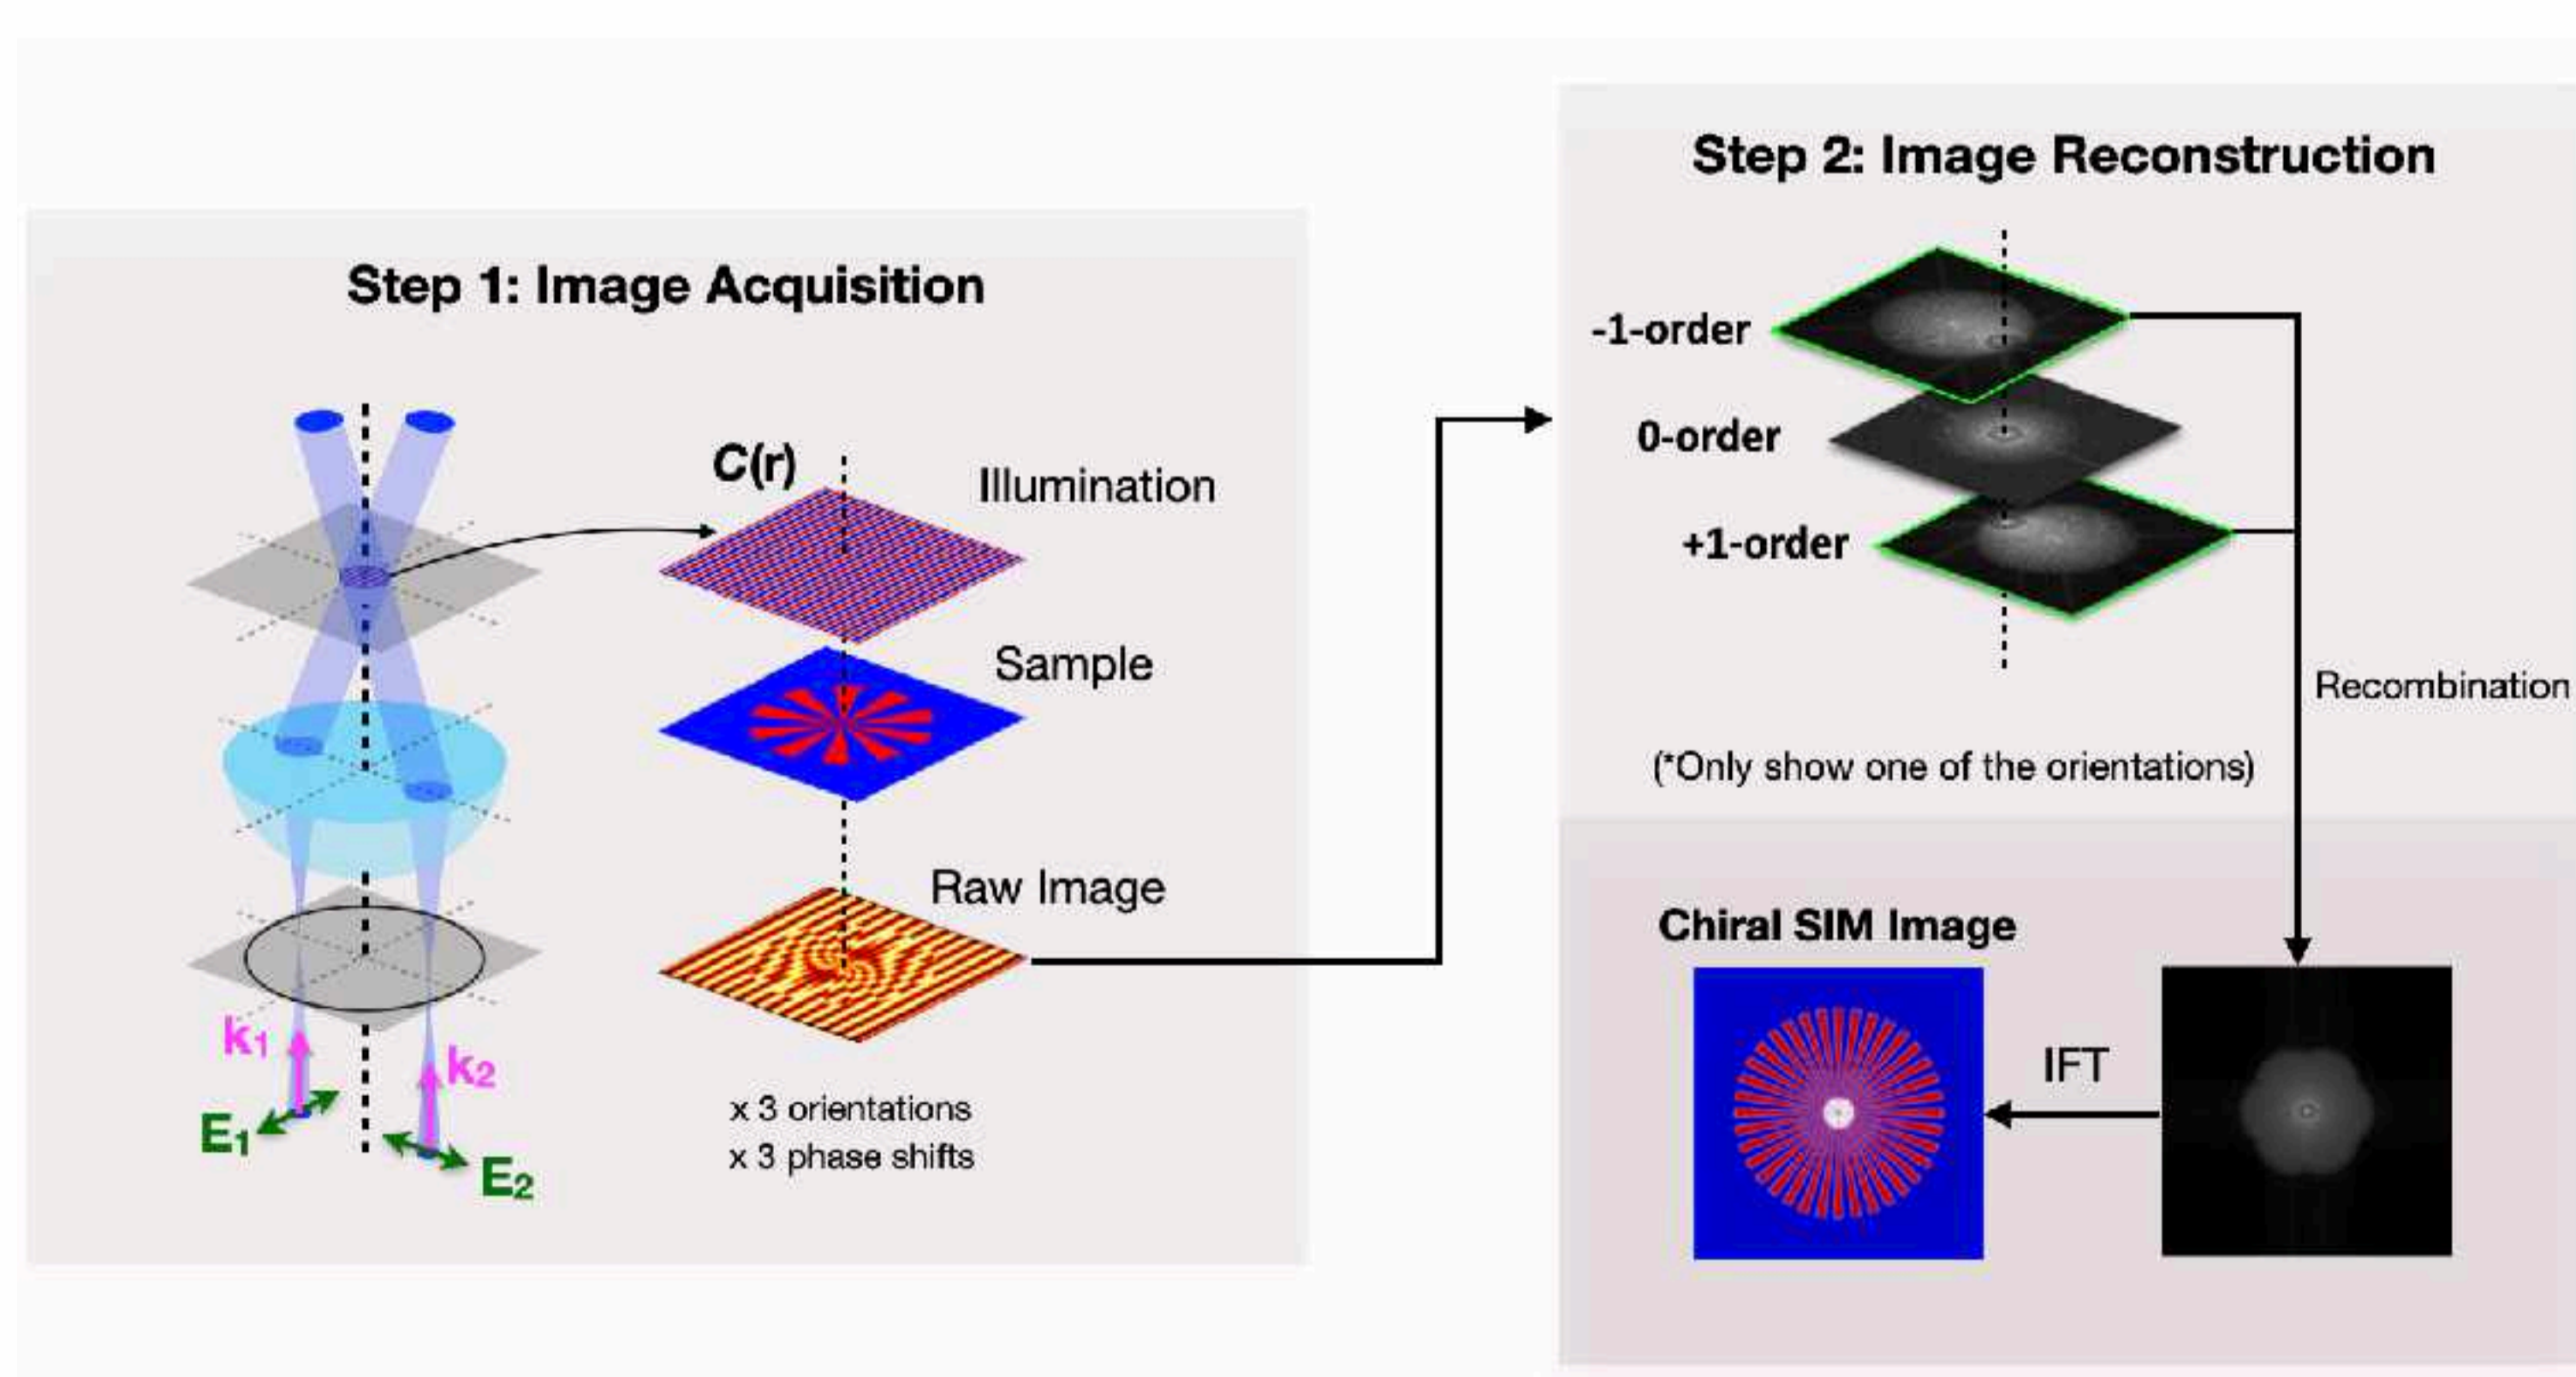 Step 1: Image Acquisition
C(r)
Illumination
Sample
Raw Image
k1
k2
E1
E2
x 3 orientations
x 3 phase shifts
Step 2: Image Reconstruction
-1-order
0-order
+1-order
Recombination
(*Only show one of the orientations)
Chiral SIM Image
IFT